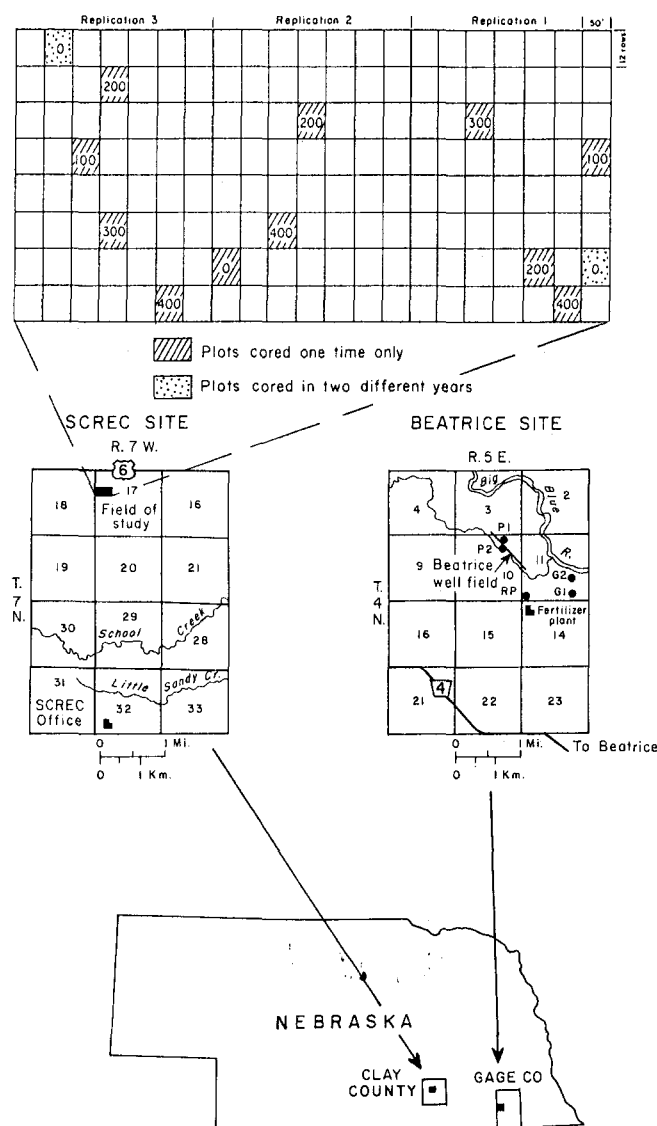 Replication 3 Replication 2 Replication 1 50'
12 rows
0
200
200 300
100 100
300 400
0 200 0.
400 400
Plots cored one time only
Plots cored in two different years
SCREC SITE
R. 7 W.
6
18 17 16
Field of study
19 20 21
T. 7 N.
30 29 28
School Creek
31 32 33
Little Sandy Cr.
SCREC Office
0 1 Mi.
0 1 Km.
BEATRICE SITE
R. 5 E.
Big Blue R.
4 3 2
P1
P2
9 10 11
Beatrice well field
G2
RP G1
T. 4 N.
Fertilizer plant
16 15 14
4
21 22 23
0 1 Mi.
0 1 Km.
To Beatrice
NEBRASKA
CLAY COUNTY
GAGE CO